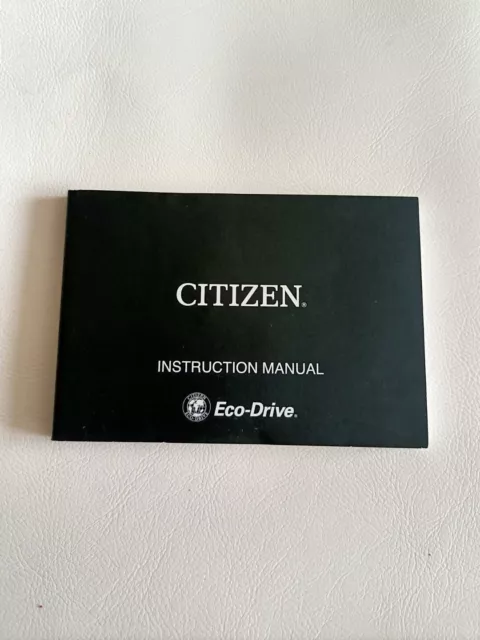 CITIZEN®
INSTRUCTION MANUAL
Eco-Drive®